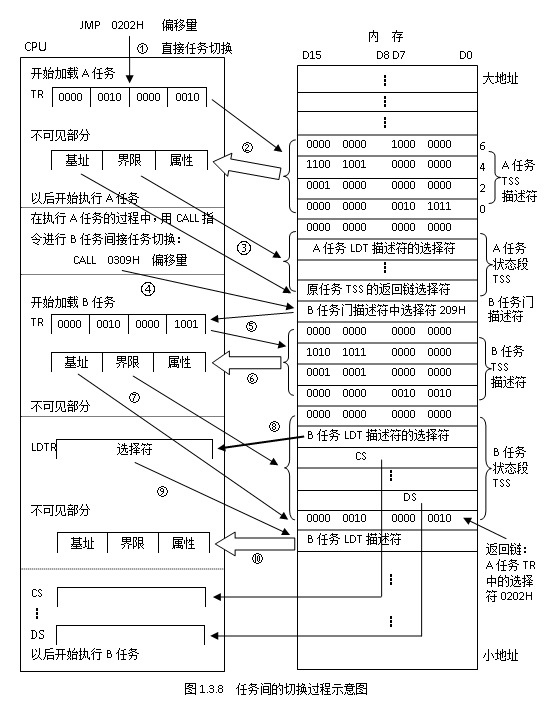 JMP 0202H 偏移量
① 直接任务切换
CPU
开始加载 A 任务
TR 0000 0010 0000 0010
不可见部分
②
基址 界限 属性
以后开始执行 A 任务
在执行 A 任务的过程中，用 CALL 指
令进行 B 任务间接任务切换：
③
CALL 0309H 偏移量
④
开始加载 B 任务
TR 0000 0010 0000 1001
⑤
基址 界限 属性
⑥
⑦
不可见部分
⑧
LDTR 选择符
⑨
不可见部分
基址 界限 属性
⑩
CS
DS
以后开始执行 B 任务
内 存
D15 D8 D7 D0
大地址
0000 0000 1000 0000 6
1100 1001 0000 0000 4
0001 0000 0000 0000 2
0000 0000 0010 1011 0
A 任务
TSS
描述符
0000 0000 0000 0000
A 任务 LDT 描述符的选择符
原任务 TSS 的返回链选择符
A 任务
状态段
TSS
B 任务门描述符中选择符 209H
B 任务门
描述符
0000 0000 0000 0000
1010 1011 0000 0000
0001 0001 0000 0000
0000 0000 0010 0010
B 任务
TSS
描述符
0000 0000 0000 0000
B 任务 LDT 描述符的选择符
CS
DS
0000 0010 0000 0010
B 任务
状态段
TSS
B 任务 LDT 描述符
返回链：
A 任务 TR
中的选择
符 0202H
小地址
图 1.3.8 任务间的切换过程示意图